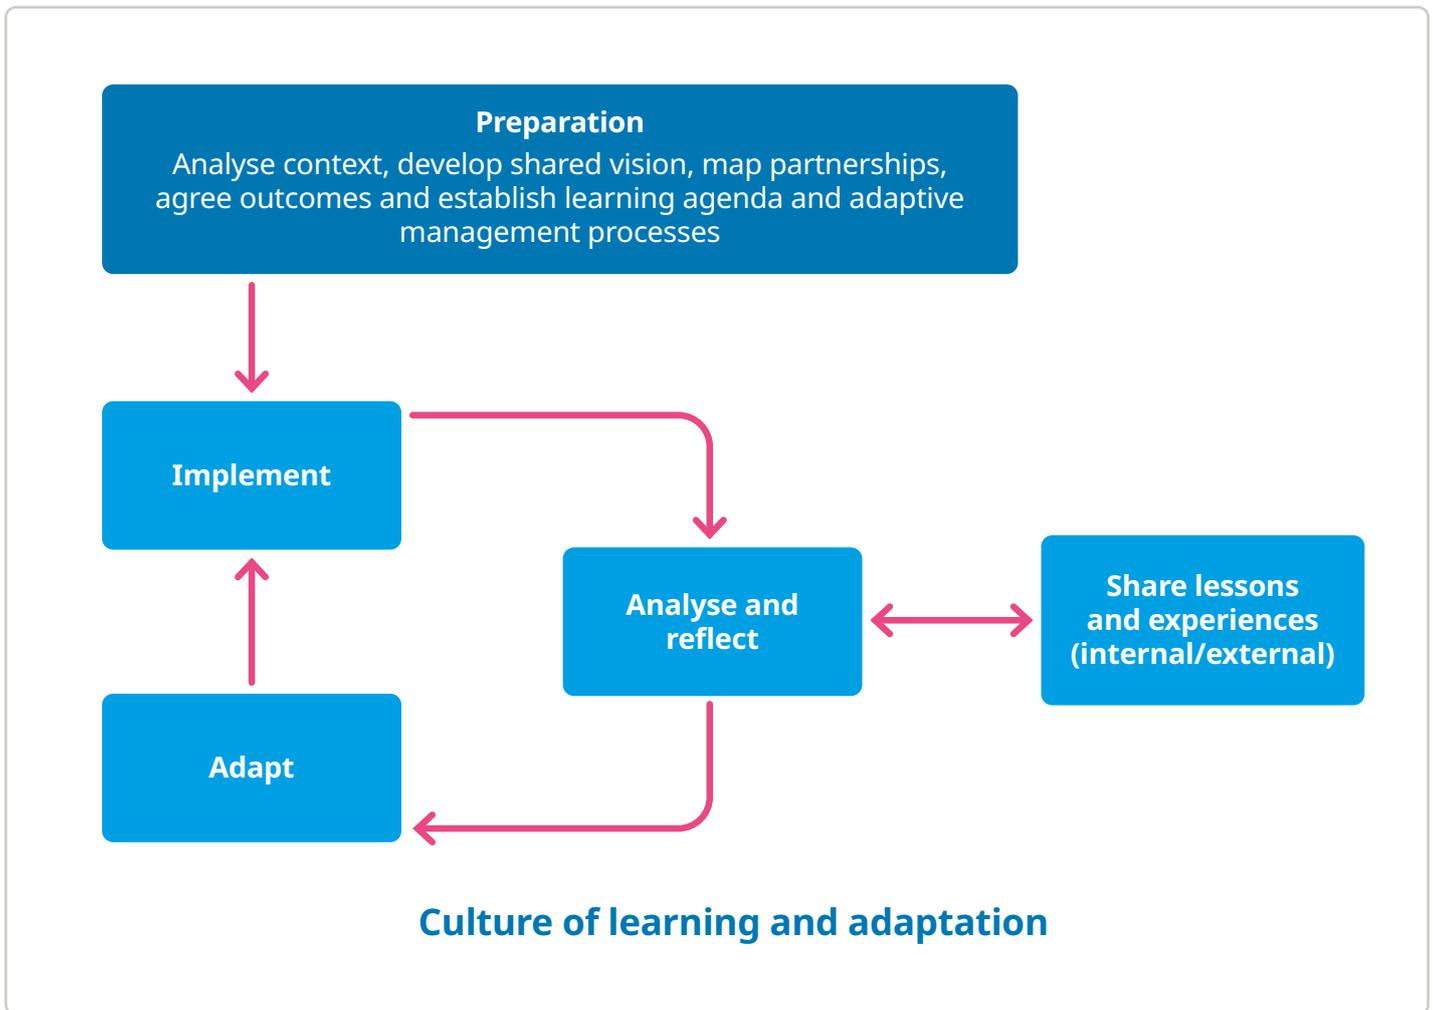 Preparation
Analyse context, develop shared vision, map partnerships,
agree outcomes and establish learning agenda and adaptive
management processes
Implement
Analyse and
reflect
Share lessons
and experiences
(internal/external)
Adapt
Culture of learning and adaptation